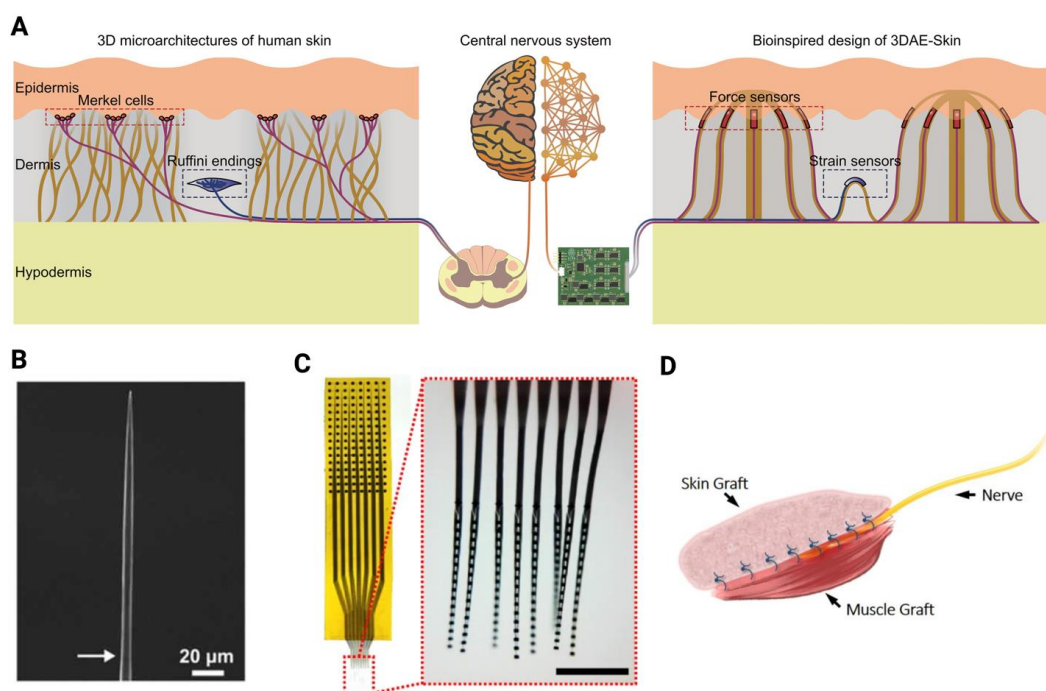 A
3D microarchitectures of human skin
Central nervous system
Bioinspired design of 3DAE-Skin
Epidermis
Merkel cells
Force sensors
Dermis
Ruffini endings
Strain sensors
Hypodermis
B
20 μm
C
D
Skin Graft
Nerve
Muscle Graft